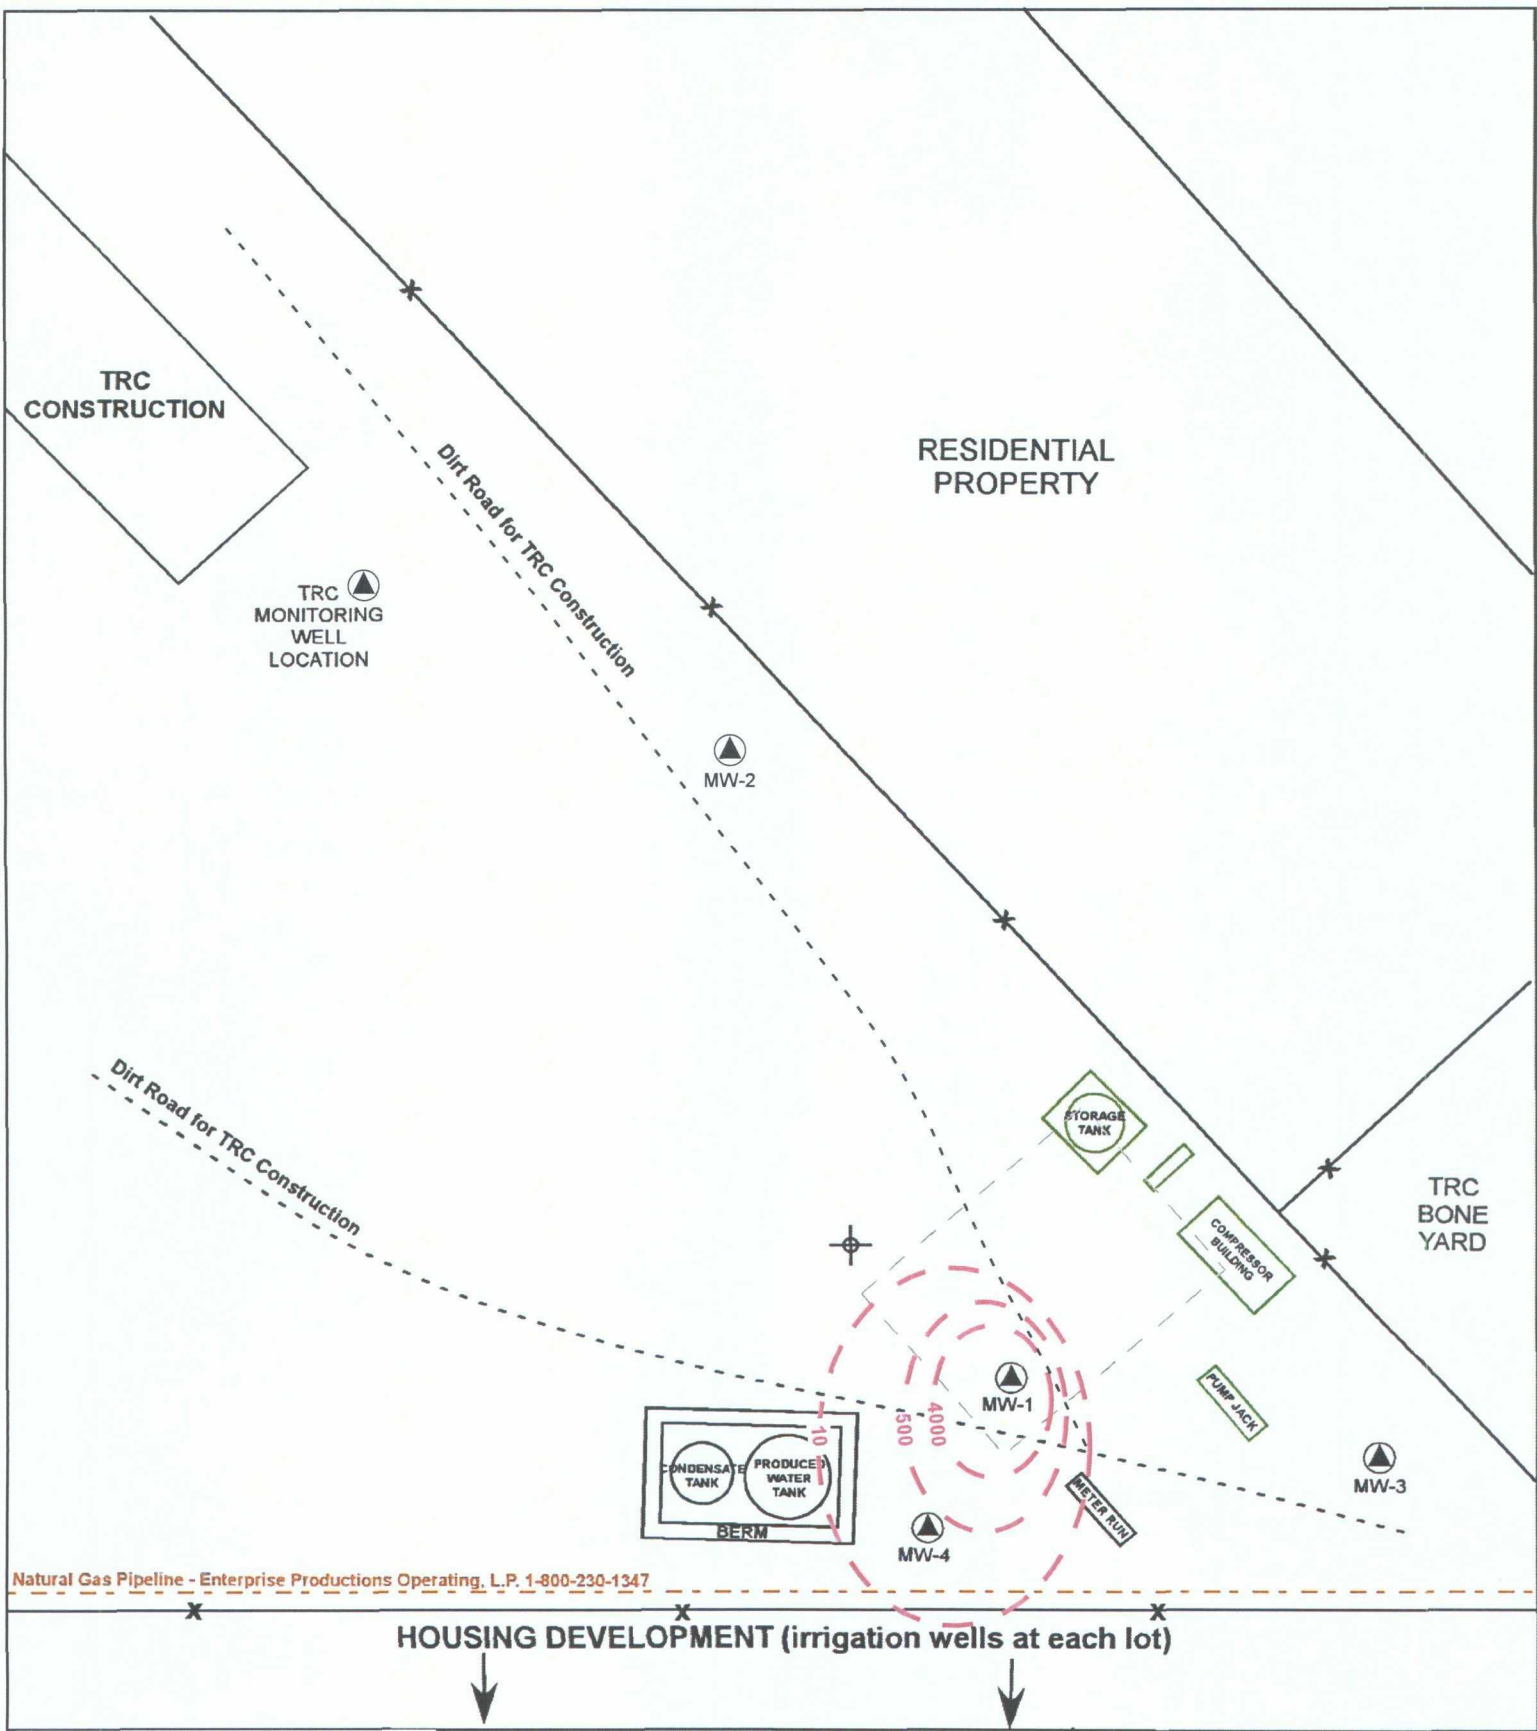 TRC
CONSTRUCTION
RESIDENTIAL
PROPERTY
Dirt Road for TRC Construction
TRC
MONITORING
WELL
LOCATION
MW-2
Dirt Road for TRC Construction
STORAGE
TANK
COMPRESSOR
BUILDING
TRC
BONE
YARD
PUMP JACK
MW-1
4000
500
10
MW-3
CONDENSATE
TANK
PRODUCED
WATER
TANK
BERM
METER RUN
MW-4
Natural Gas Pipeline - Enterprise Productions Operating, L.P. 1-800-230-1347
HOUSING DEVELOPMENT (irrigation wells at each lot)